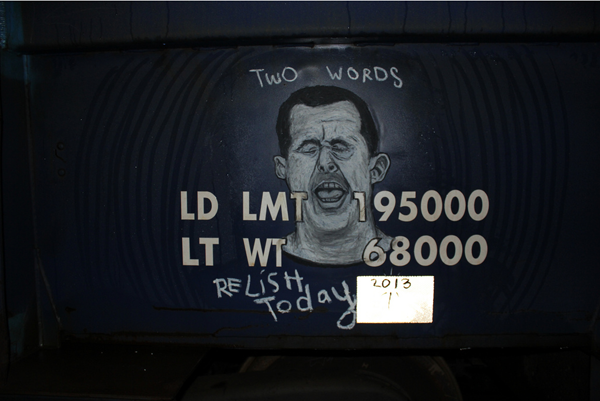 TWO WORDS
LD LMT 195000
LT WT 68000
RELiSH
TodAy
2013